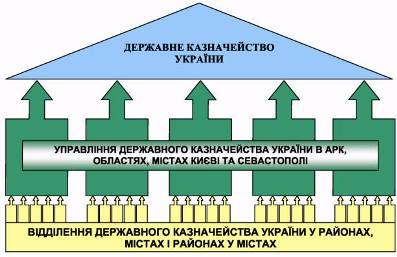 ДЕРЖАВНЕ КАЗНАЧЕЙСТВО
УКРАЇНИ
УПРАВЛІННЯ ДЕРЖАВНОГО КАЗНАЧЕЙСТВА УКРАЇНИ В АРК,
ОБЛАСТЯХ, МІСТАХ КИЄВІ ТА СЕВАСТОПОЛІ
ВІДДІЛЕННЯ ДЕРЖАВНОГО КАЗНАЧЕЙСТВА УКРАЇНИ У РАЙОНАХ,
МІСТАХ І РАЙОНАХ У МІСТАХ